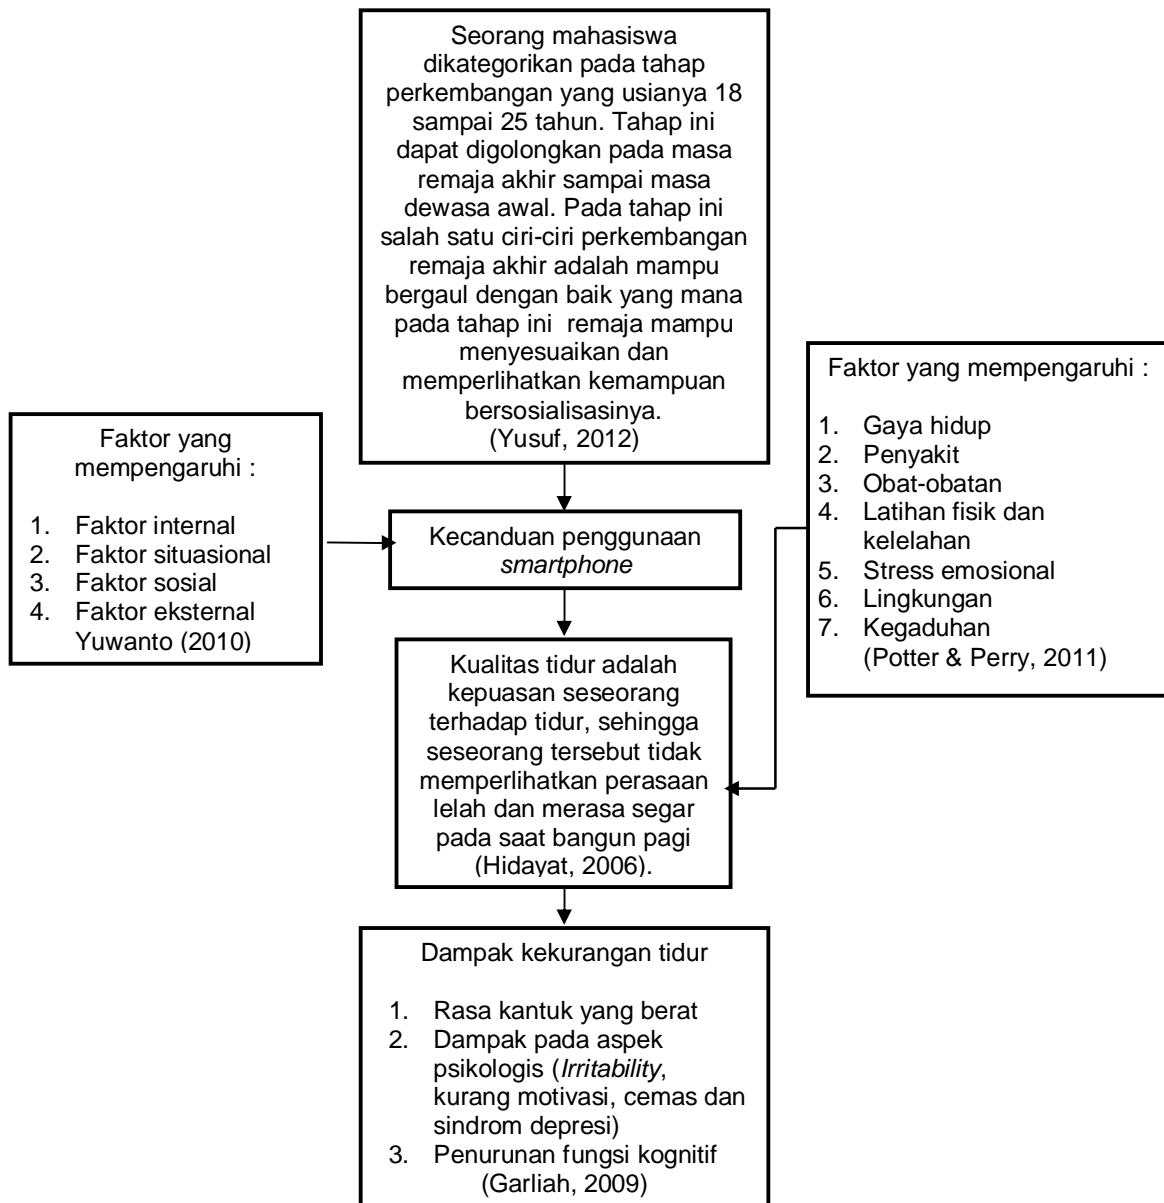 Seorang mahasiswa
dikategorikan pada tahap
perkembangan yang usianya 18
sampai 25 tahun. Tahap ini
dapat digolongkan pada masa
remaja akhir sampai masa
dewasa awal. Pada tahap ini
salah satu ciri-ciri perkembangan
remaja akhir adalah mampu
bergaul dengan baik yang mana
pada tahap ini remaja mampu
menyesuaikan dan
memperlihatkan kemampuan
bersosialisasinya.
(Yusuf, 2012)
Faktor yang
mempengaruhi :
1. Faktor internal
2. Faktor situasional
3. Faktor sosial
4. Faktor eksternal
Yuwanto (2010)
Kecanduan penggunaan
smartphone
Faktor yang mempengaruhi :
1. Gaya hidup
2. Penyakit
3. Obat-obatan
4. Latihan fisik dan
kelelahan
5. Stress emosional
6. Lingkungan
7. Kegaduhan
(Potter & Perry, 2011)
Kualitas tidur adalah
kepuasan seseorang
terhadap tidur, sehingga
seseorang tersebut tidak
memperlihatkan perasaan
lelah dan merasa segar
pada saat bangun pagi
(Hidayat, 2006).
Dampak kekurangan tidur
1. Rasa kantuk yang berat
2. Dampak pada aspek
psikologis (Irritability,
kurang motivasi, cemas dan
sindrom depresi)
3. Penurunan fungsi kognitif
(Garliah, 2009)